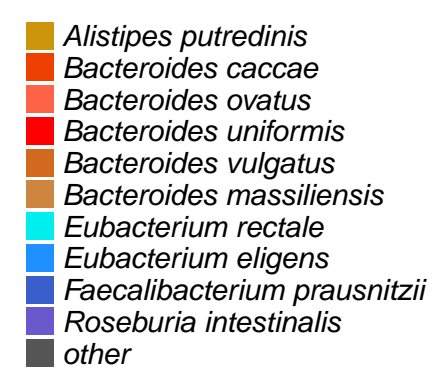 Alistipes putredinis
Bacteroides caccae
Bacteroides ovatus
Bacteroides uniformis
Bacteroides vulgatus
Bacteroides massiliensis
Eubacterium rectale
Eubacterium eligens
Faecalibacterium prausnitzii
Roseburia intestinalis
other